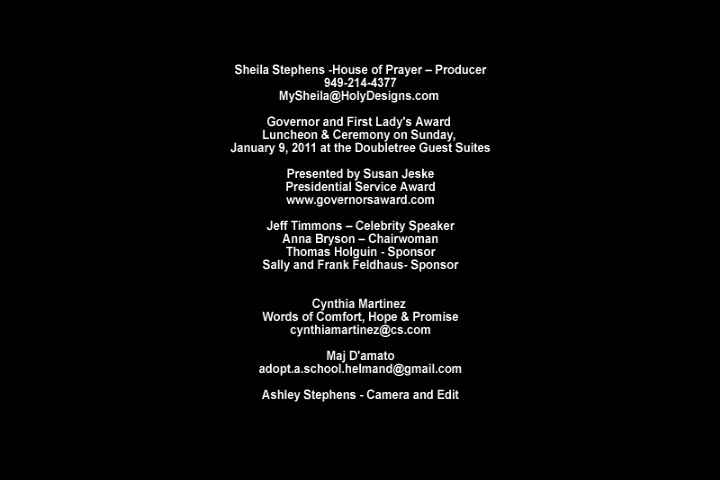 Sheila Stephens -House of Prayer – Producer
949-214-4377
MySheila@HolyDesigns.com
Governor and First Lady's Award
Luncheon & Ceremony on Sunday,
January 9, 2011 at the Doubletree Guest Suites
Presented by Susan Jeske
Presidential Service Award
www.governorsaward.com
Jeff Timmons – Celebrity Speaker
Anna Bryson – Chairwoman
Thomas Holguin - Sponsor
Sally and Frank Feldhaus- Sponsor
Cynthia Martinez
Words of Comfort, Hope & Promise
cynthiamartinez@cs.com
Maj D'amato
adopt.a.school.helmand@gmail.com
Ashley Stephens - Camera and Edit